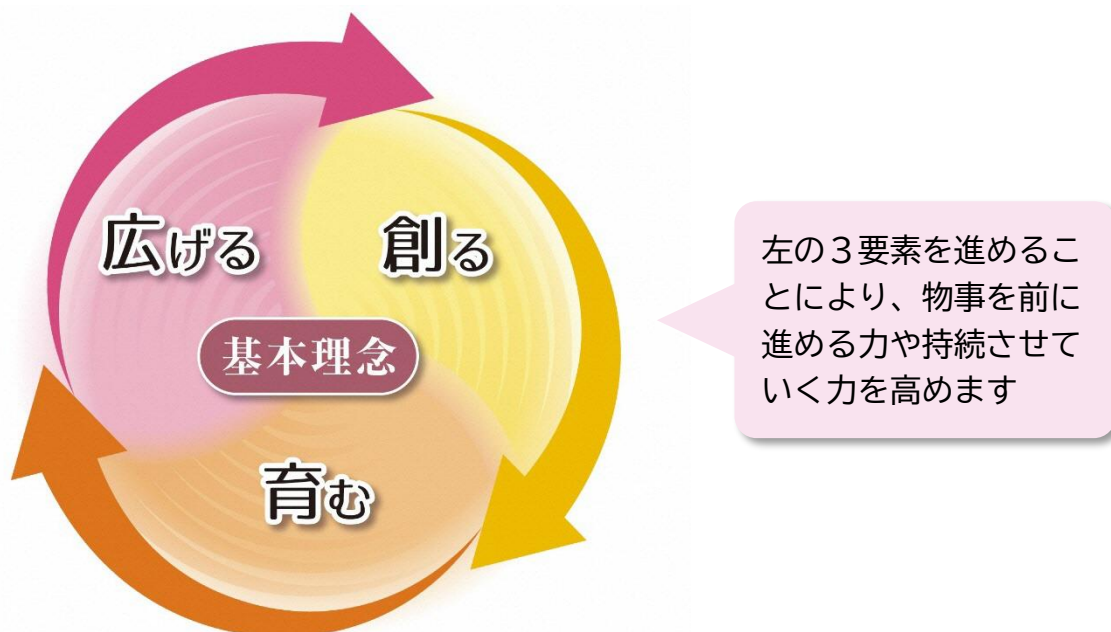 広げる
創る
基本理念
育む
左の３要素を進めるこ
とにより、物事を前に
進める力や持続させて
いく力を高めます